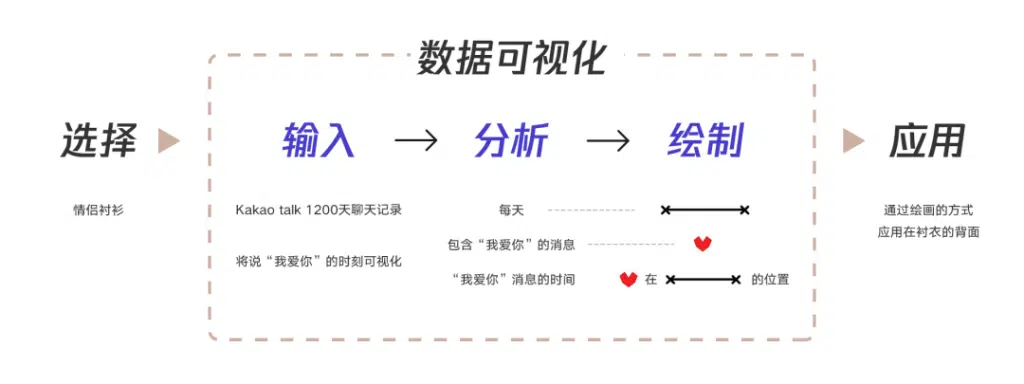 数据可视化
选择
输入
分析
绘制
应用
情侣衬衫
Kakao talk 1200天聊天记录
将说“我爱你”的时刻可视化
每天
包含“我爱你”的消息
“我爱你”消息的时间
在
的位置
通过绘画的方式
应用在衬衣的背面